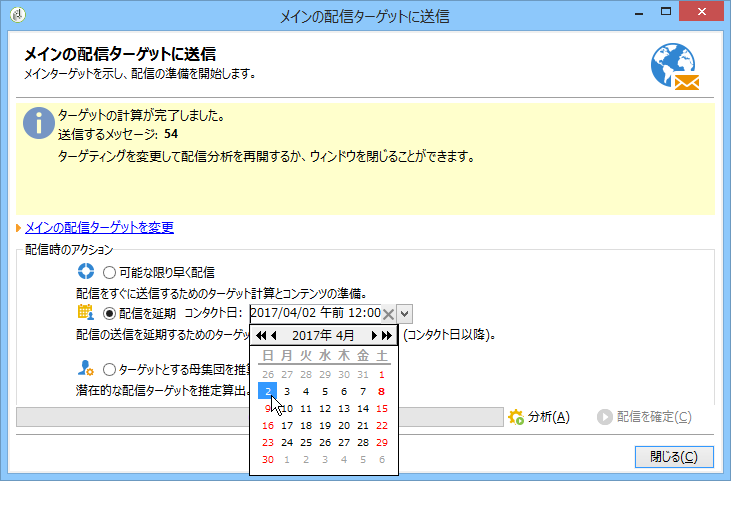 メインの配信ターゲットに送信
メインの配信ターゲットに送信
メインターゲットを示し、配信の準備を開始します。
ターゲットの計算が完了しました。
送信するメッセージ: 54
ターゲティングを変更して配信分析を再開するか、ウィンドウを閉じることができます。
メインの配信ターゲットを変更
配信時のアクション
可能な限り早く配信
配信をすぐに送信するためのターゲット計算とコンテンツの準備。
配信を延期 コンタクト日: 2017/04/02 午前 12:00
配信の送信を延期するためのターゲッ (コンタクト日以降)。
2017年 4月
日 月 火 水 木 金 土
26 27 28 29 30 31 1
2 3 4 5 6 7 8
9 10 11 12 13 14 15
16 17 18 19 20 21 22
23 24 25 26 27 28 29
30 1 2 3 4 5 6
ターゲットとする母集団を推
潜在的な配信ターゲットを推定算出。
分析(A) 配信を確定(C)
閉じる(C)